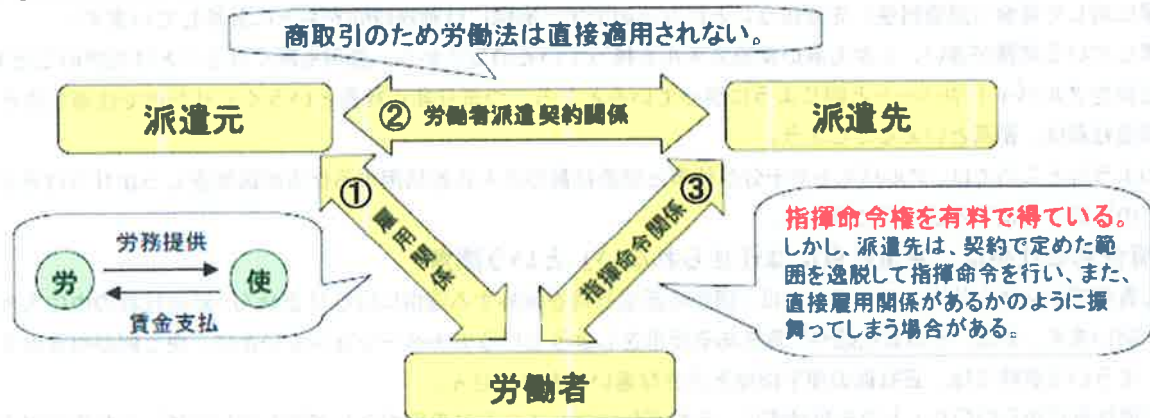 商取引のため労働法は直接適用されない。
派遣元
② 労働者派遣契約関係
派遣先
① 雇用関係
③ 指揮命令関係
労務提供
労
使
賃金支払
指揮命令権を有料で得ている。
しかし、派遣先は、契約で定めた範
囲を逸脱して指揮命令を行い、また、
直接雇用関係があるかのように振
舞ってしまう場合がある。
労働者